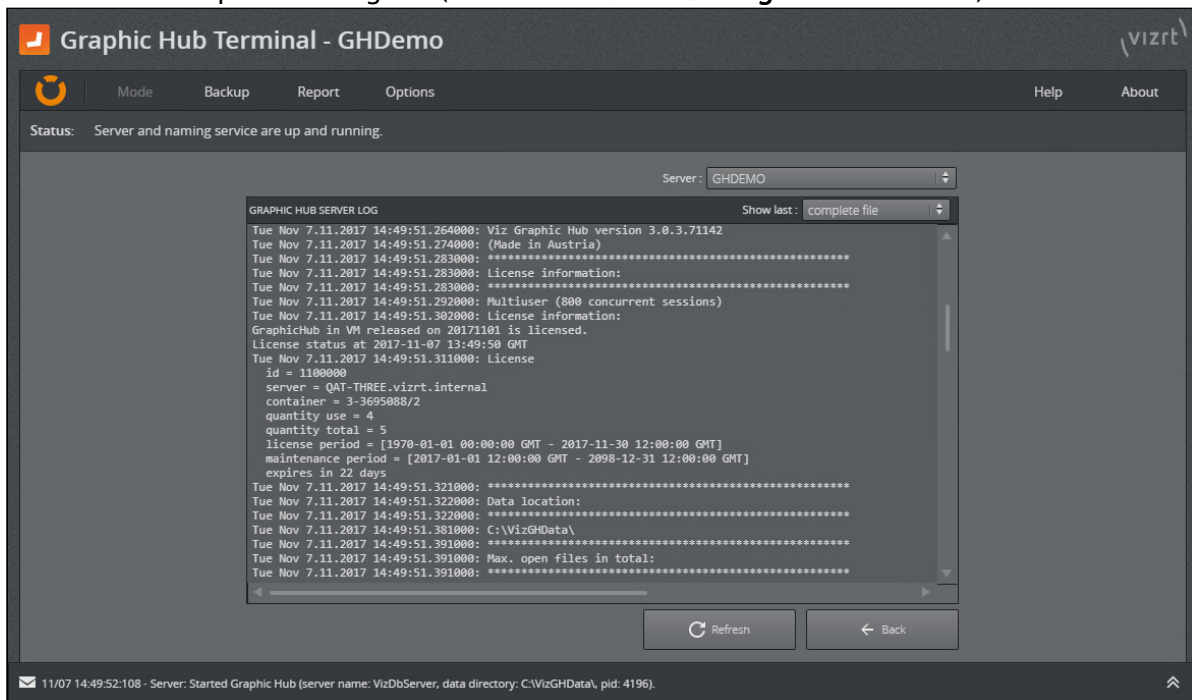 Graphic Hub Terminal - GHDemo
vizrt
Mode Backup Report Options Help About
Status: Server and naming service are up and running.
Server : GHDEMO
GRAPHIC HUB SERVER LOG Show last : complete file
Tue Nov 7.11.2017 14:49:51.264000: Viz Graphic Hub version 3.0.3.71142
Tue Nov 7.11.2017 14:49:51.274000: (Made in Austria)
Tue Nov 7.11.2017 14:49:51.283000: ******************************************************
Tue Nov 7.11.2017 14:49:51.283000: License information:
Tue Nov 7.11.2017 14:49:51.283000: ******************************************************
Tue Nov 7.11.2017 14:49:51.292000: Multiuser (800 concurrent sessions)
Tue Nov 7.11.2017 14:49:51.302000: License information:
GraphicHub in VM released on 20171101 is licensed.
License status at 2017-11-07 13:49:50 GMT
Tue Nov 7.11.2017 14:49:51.311000: License
id = 1100000
server = QAT-THREE.vizrt.internal
container = 3-3695088/2
quantity use = 4
quantity total = 5
license period = [1970-01-01 00:00:00 GMT - 2017-11-30 12:00:00 GMT]
maintenance period = [2017-01-01 12:00:00 GMT - 2098-12-31 12:00:00 GMT]
expires in 22 days
Tue Nov 7.11.2017 14:49:51.321000: ******************************************************
Tue Nov 7.11.2017 14:49:51.322000: Data location:
Tue Nov 7.11.2017 14:49:51.322000: ******************************************************
Tue Nov 7.11.2017 14:49:51.381000: C:\VizGHData\
Tue Nov 7.11.2017 14:49:51.391000: ******************************************************
Tue Nov 7.11.2017 14:49:51.391000: Max. open files in total:
Tue Nov 7.11.2017 14:49:51.391000: ******************************************************
Refresh Back
11/07 14:49:52:108 - Server: Started Graphic Hub (server name: VizDbServer, data directory: C:\VizGHData\, pid: 4196).